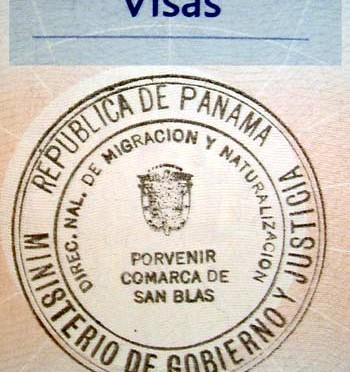 Visas
REPUBLICA DE PANAMA
MINISTERIO DE GOBIERNO Y JUSTICIA
DIREC. NAL. DE MIGRACION Y NATURALIZACION
PORVENIR
COMARCA DE
SAN BLAS